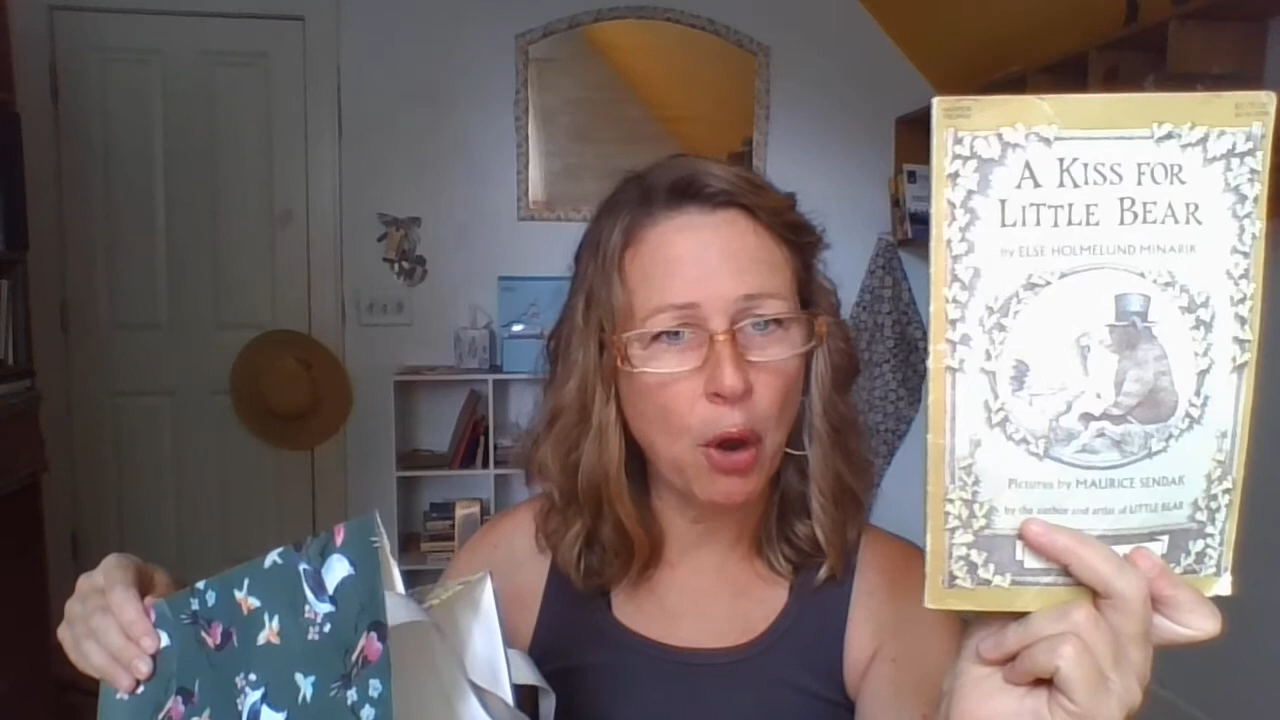 A KISS FOR
LITTLE BEAR
by ELSE HOLMELUND MINARIK
Pictures by MAURICE SENDAK
by the author and artist of LITTLE BEAR